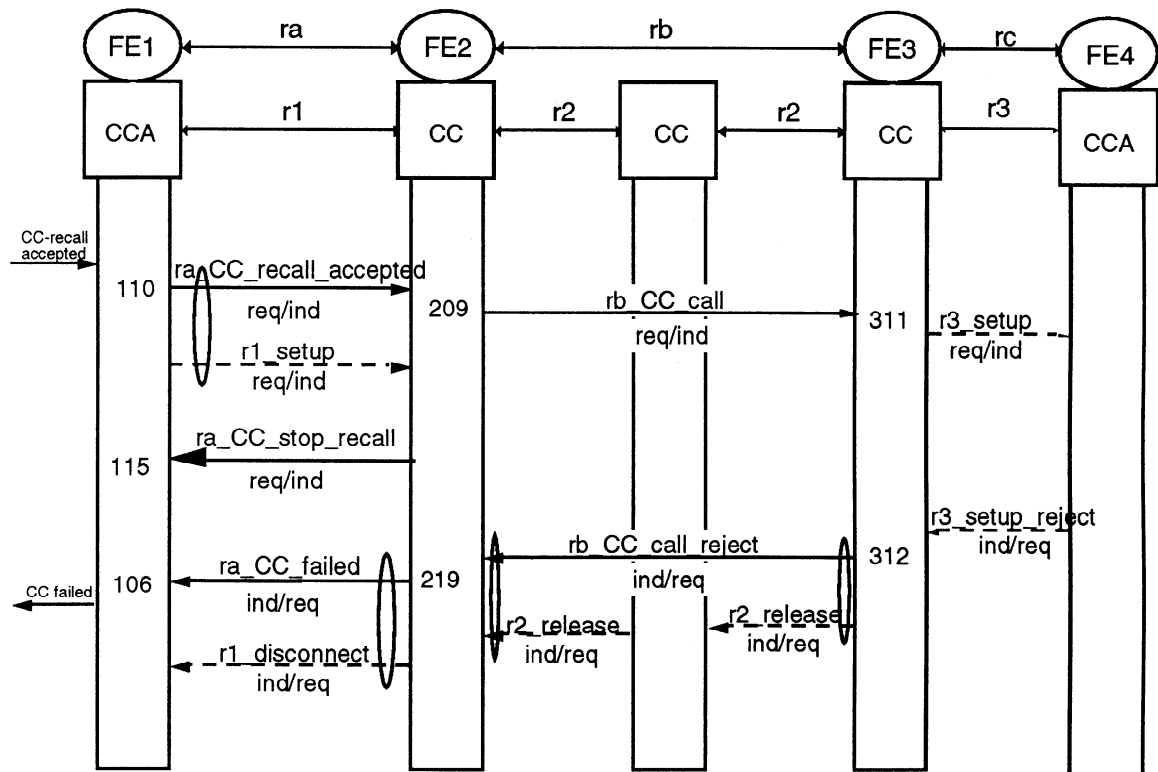 FE1 ra FE2 rb FE3 rc FE4
CCA r1 CC r2 CC r2 CC r3 CCA
CC-recall
accepted
110 ra_CC_recall_accepted
req/ind
209 rb_CC_call
req/ind
311 r3_setup
req/ind
r1_setup
req/ind
ra_CC_stop_recall
115 req/ind
r3_setup_reject
ind/req
rb_CC_call_reject 312
ind/req
CC failed 106 ra_CC_failed 219
ind/req
r2_release r2_release
ind/req ind/req
r1_disconnect
ind/req